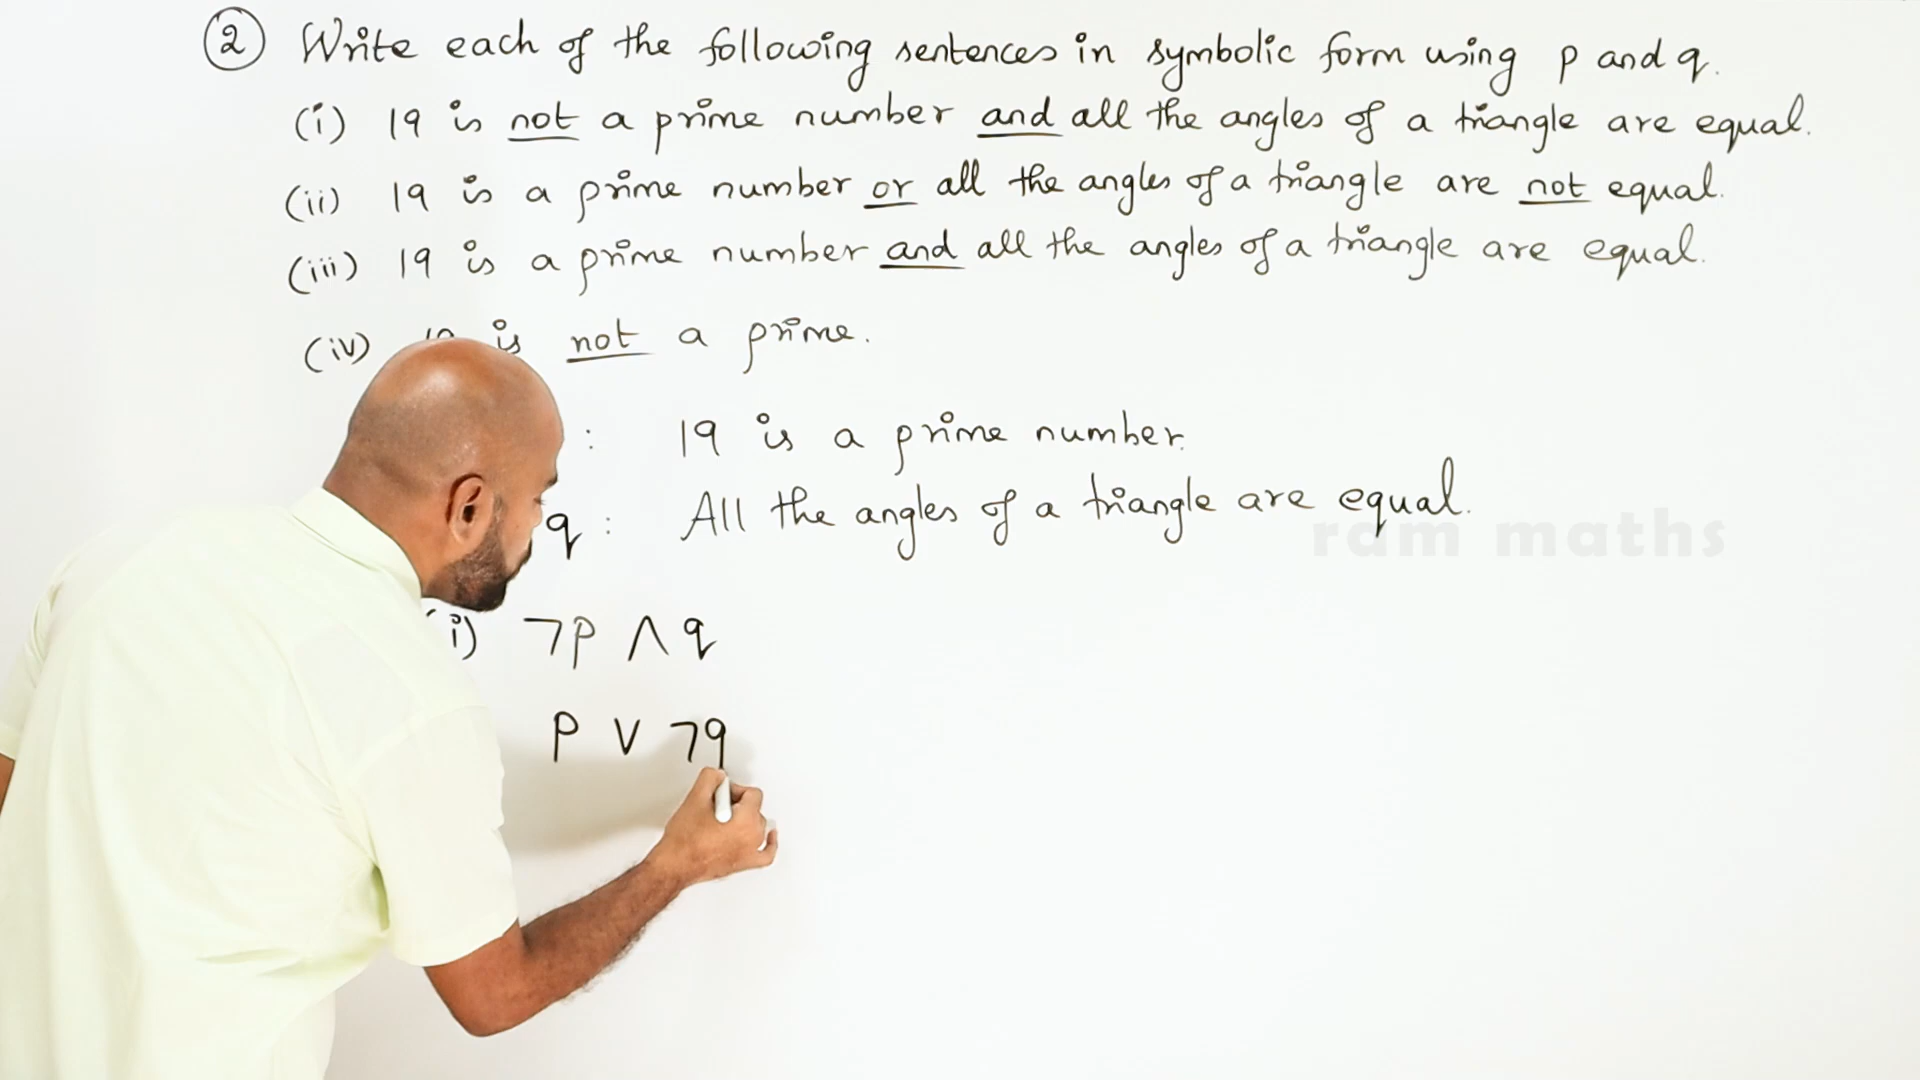 ② Write each of the following sentences in symbolic form using p and q.
(i) 19 is not a prime number and all the angles of a triangle are equal.
(ii) 19 is a prime number or all the angles of a triangle are not equal.
(iii) 19 is a prime number and all the angles of a triangle are equal.
(iv) is not a prime.
: 19 is a prime number.
q : All the angles of a triangle are equal.
ram maths
(i) ¬p ∧ q
p ∨ ¬q